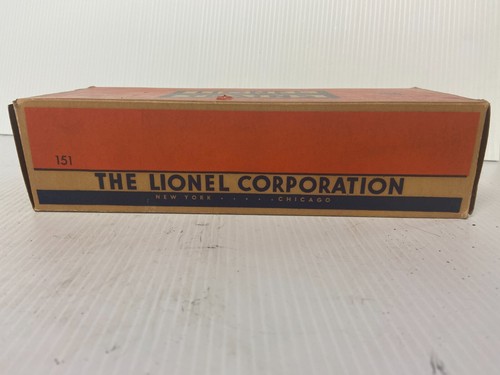 151
THE LIONEL CORPORATION
NEW YORK ..... CHICAGO